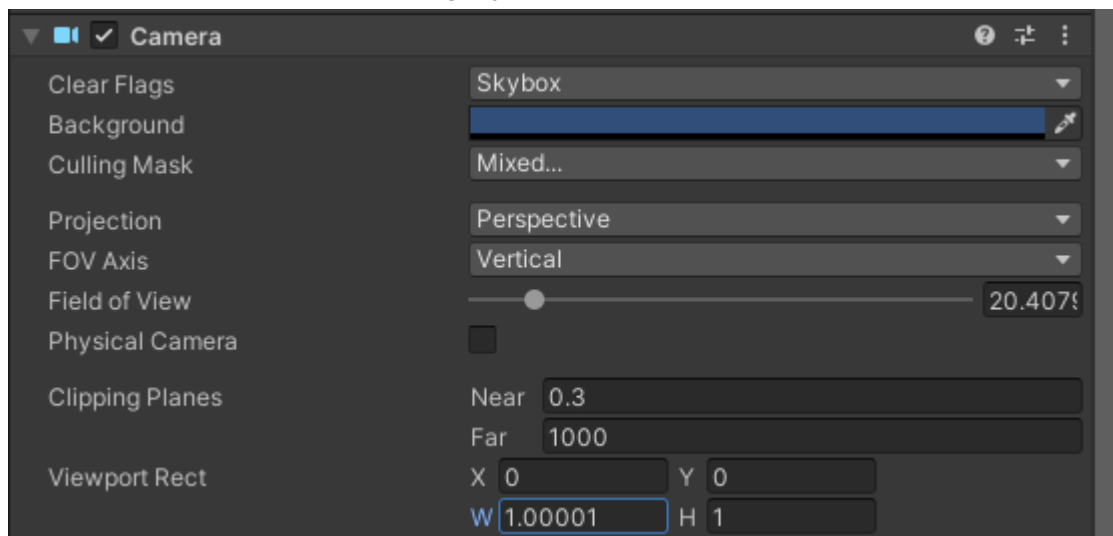 Camera
Clear Flags Skybox
Background
Culling Mask Mixed...
Projection Perspective
FOV Axis Vertical
Field of View 20.4079
Physical Camera
Clipping Planes Near 0.3
Far 1000
Viewport Rect X 0 Y 0
W 1.00001 H 1